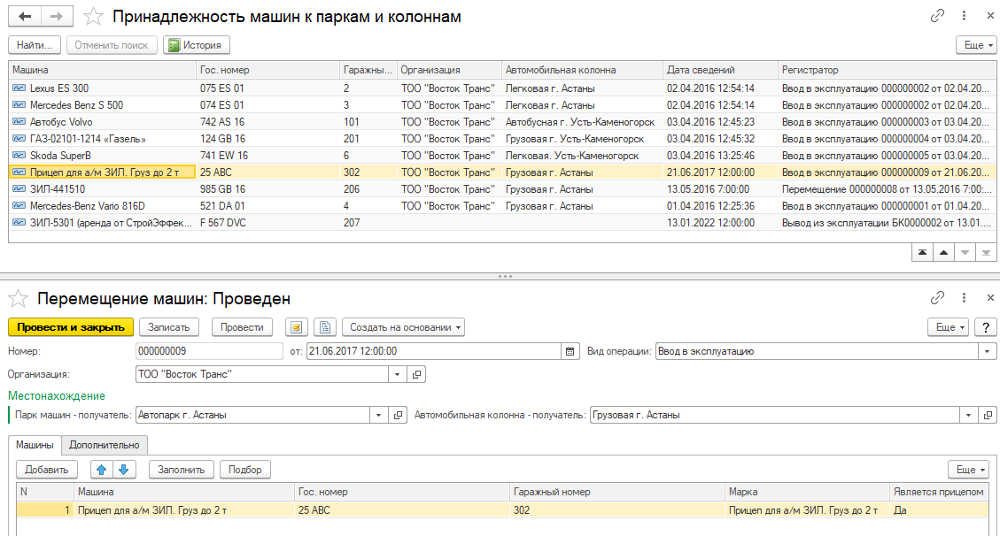 Принадлежность машин к паркам и колоннам
Найти... Отменить поиск История Еще
Машина Гос. номер Гаражны... Организация Автомобильная колонна Дата сведений Регистратор
Lexus ES 300 075 ES 01 2 ТОО "Восток Транс" Легковая г. Астаны 02.04.2016 12:54:14 Ввод в эксплуатацию 000000002 от 02.04.20...
Mercedes Benz S 500 074 ES 01 3 ТОО "Восток Транс" Легковая г. Астаны 02.04.2016 12:54:14 Ввод в эксплуатацию 000000002 от 02.04.20...
Автобус Volvo 742 AS 16 101 ТОО "Восток Транс" Автобусная г. Усть-Каменогорск 03.04.2016 12:45:23 Ввод в эксплуатацию 000000003 от 03.04.20...
ГАЗ-02101-1214 «Газель» 124 GB 16 201 ТОО "Восток Транс" Грузовая г. Усть-Каменогорск 03.04.2016 12:45:32 Ввод в эксплуатацию 000000004 от 03.04.20...
Skoda SuperB 741 EW 16 6 ТОО "Восток Транс" Легковая. Усть-Каменогорск 03.04.2016 13:25:46 Ввод в эксплуатацию 000000005 от 03.04.20...
Прицеп для а/м ЗИЛ. Груз до 2 т 25 ABC 302 ТОО "Восток Транс" Грузовая г. Астаны 21.06.2017 12:00:00 Ввод в эксплуатацию 000000009 от 21.06.20...
ЗИЛ-441510 985 GB 16 206 ТОО "Восток Транс" Грузовая г. Астаны 13.05.2016 7:00:00 Перемещение 000000008 от 13.05.2016 7:00:...
Mercedes-Benz Vario 816D 521 DA 01 4 ТОО "Восток Транс" Грузовая г. Астаны 01.04.2016 12:25:36 Ввод в эксплуатацию 000000001 от 01.04.20...
ЗИЛ-5301 (аренда от СтройЭффек... F 567 DVC 207 13.01.2022 12:00:00 Вывод из эксплуатации БК0000002 от 13.01....
Перемещение машин: Проведен
Провести и закрыть Записать Провести Создать на основании Еще ?
Номер: 000000009 от: 21.06.2017 12:00:00 Вид операции: Ввод в эксплуатацию
Организация: ТОО "Восток Транс"
Местонахождение
Парк машин - получатель: Автопарк г. Астаны Автомобильная колонна - получатель: Грузовая г. Астаны
Машины Дополнительно
Добавить Заполнить Подбор Еще
N Машина Гос. номер Гаражный номер Марка Является прицепом
1 Прицеп для а/м ЗИЛ. Груз до 2 т 25 ABC 302 Прицеп для а/м ЗИЛ. Груз до 2 т Да